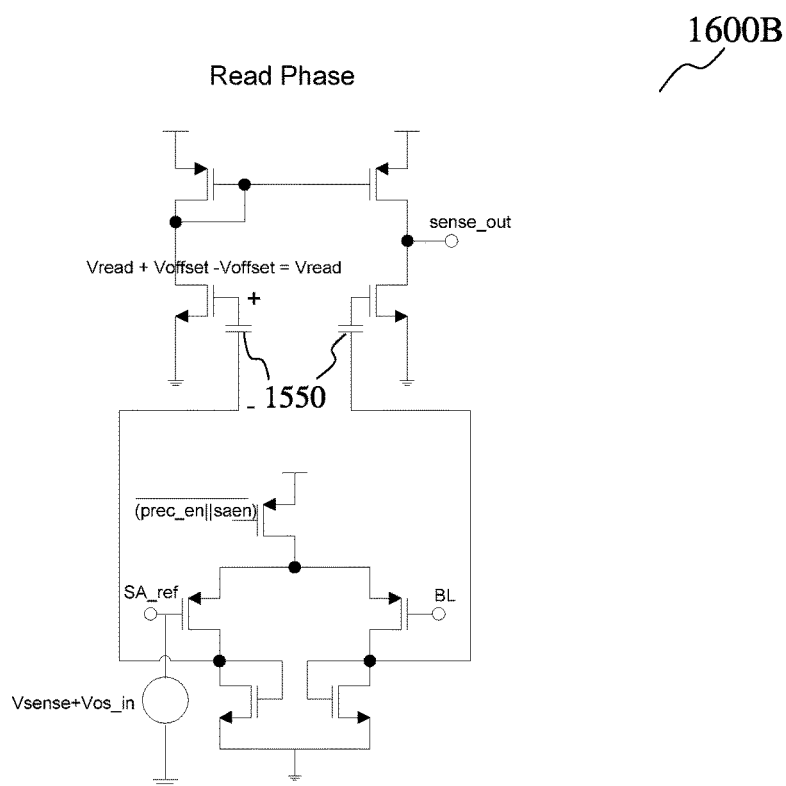 1600B
Read Phase
sense_out
Vread + Voffset -Voffset = Vread
+
- 1550
(prec_en||saen)
SA_ref
BL
Vsense+Vos_in